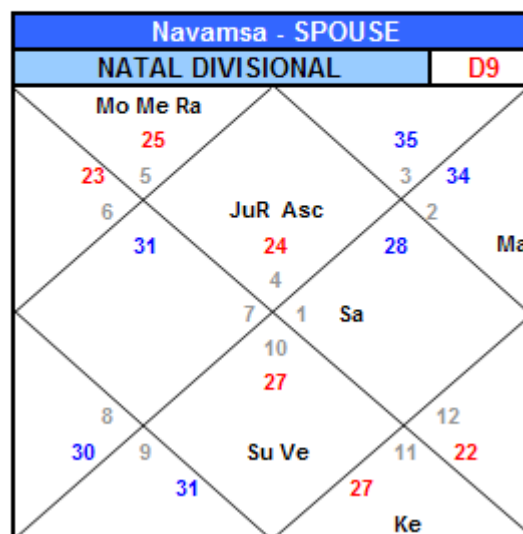 Navamsa - SPOUSE
NATAL DIVISIONAL D9
Mo Me Ra
25 35
23 5 3 34
6 JuR Asc 2
31 24 28 Ma
4
7 1 Sa
10
27
8 12
30 9 Su Ve 11 22
31 27
Ke